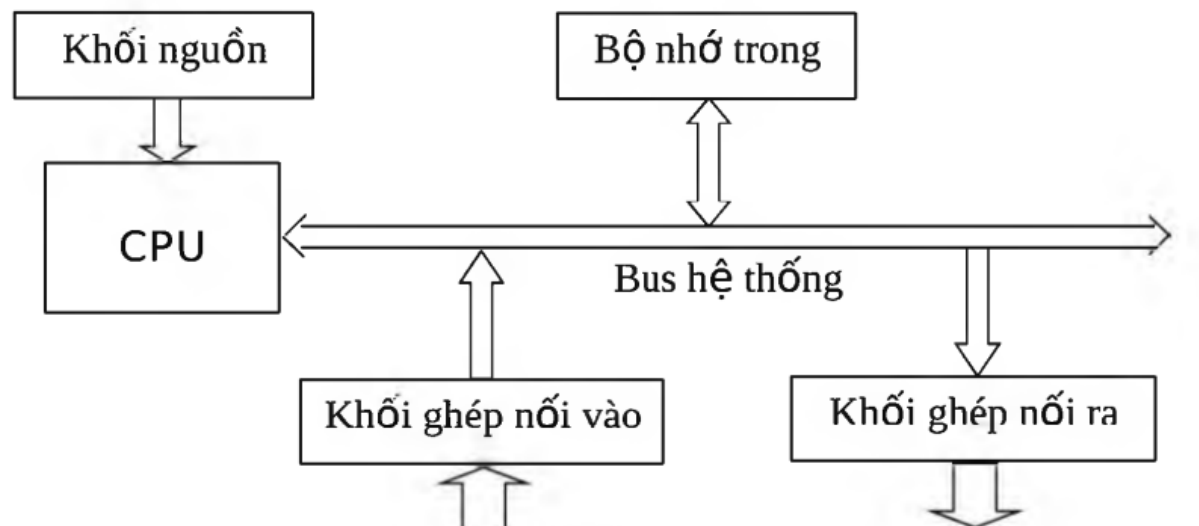 Khối nguồn
Bộ nhớ trong
CPU
Bus hệ thống
Khối ghép nối vào
Khối ghép nối ra